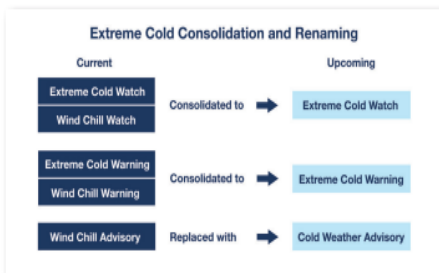 Extreme Cold Consolidation and Renaming
Current
Upcoming
Extreme Cold Watch
Wind Chill Watch
Consolidated to
Extreme Cold Watch
Extreme Cold Warning
Wind Chill Warning
Consolidated to
Extreme Cold Warning
Wind Chill Advisory
Replaced with
Cold Weather Advisory